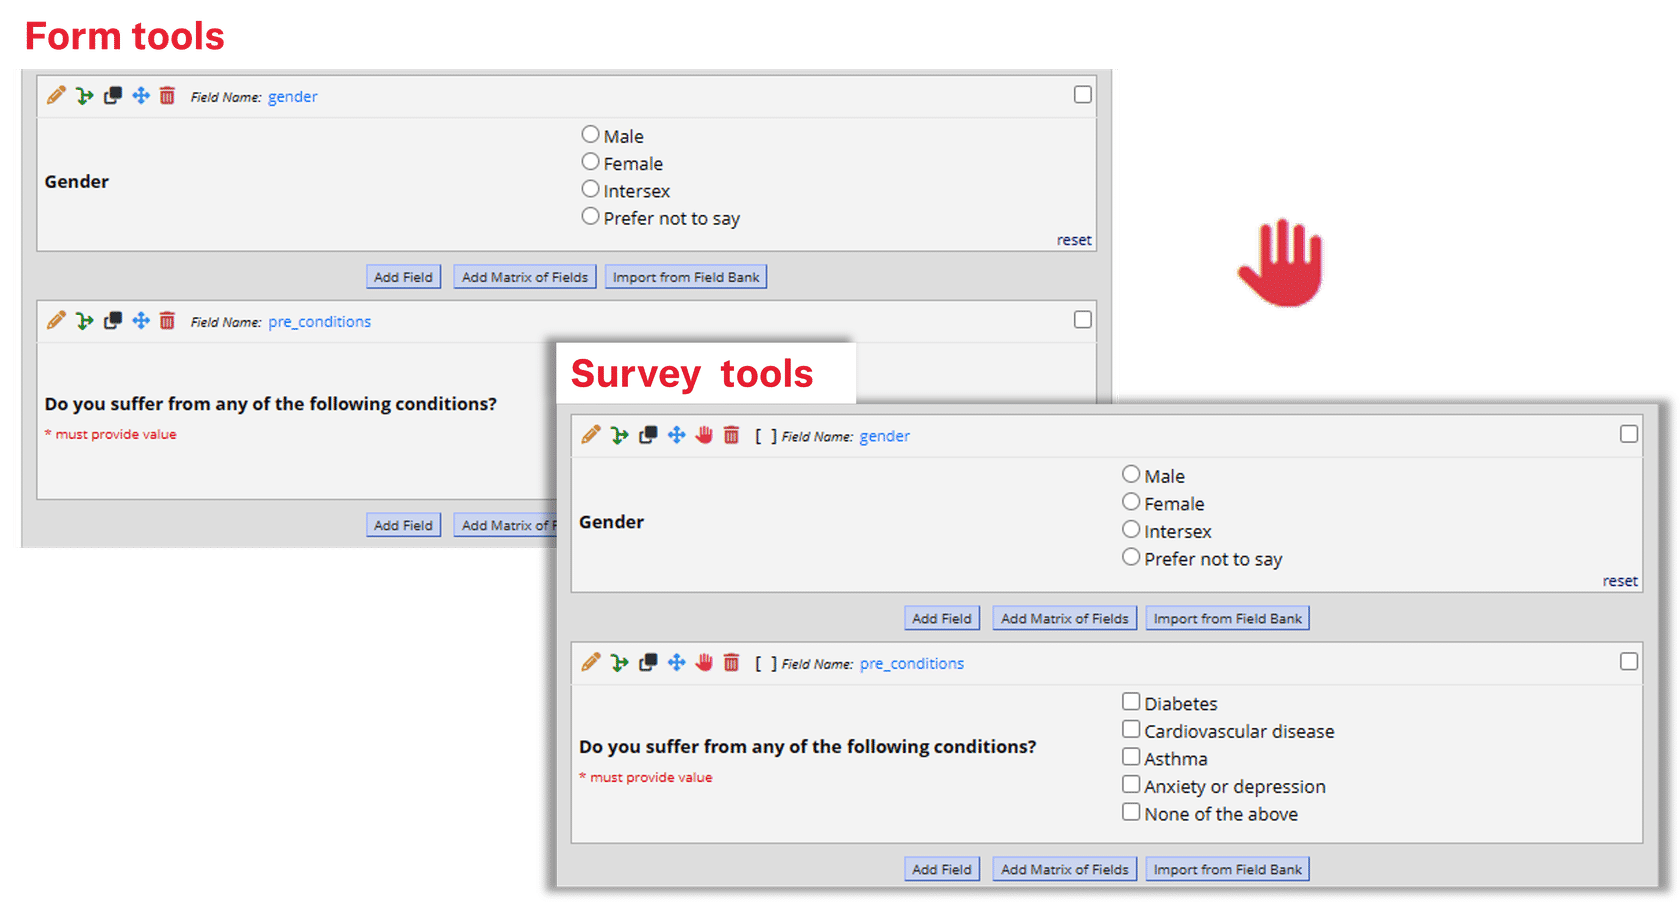 Form tools
Field Name: gender
Gender
Male
Female
Intersex
Prefer not to say
reset
Add Field
Add Matrix of Fields
Import from Field Bank
Field Name: pre_conditions
Do you suffer from any of the following conditions?
* must provide value
Add Field
Add Matrix of
Survey tools
[ ] Field Name: gender
Gender
Male
Female
Intersex
Prefer not to say
reset
Add Field
Add Matrix of Fields
Import from Field Bank
[ ] Field Name: pre_conditions
Do you suffer from any of the following conditions?
* must provide value
Diabetes
Cardiovascular disease
Asthma
Anxiety or depression
None of the above
Add Field
Add Matrix of Fields
Import from Field Bank